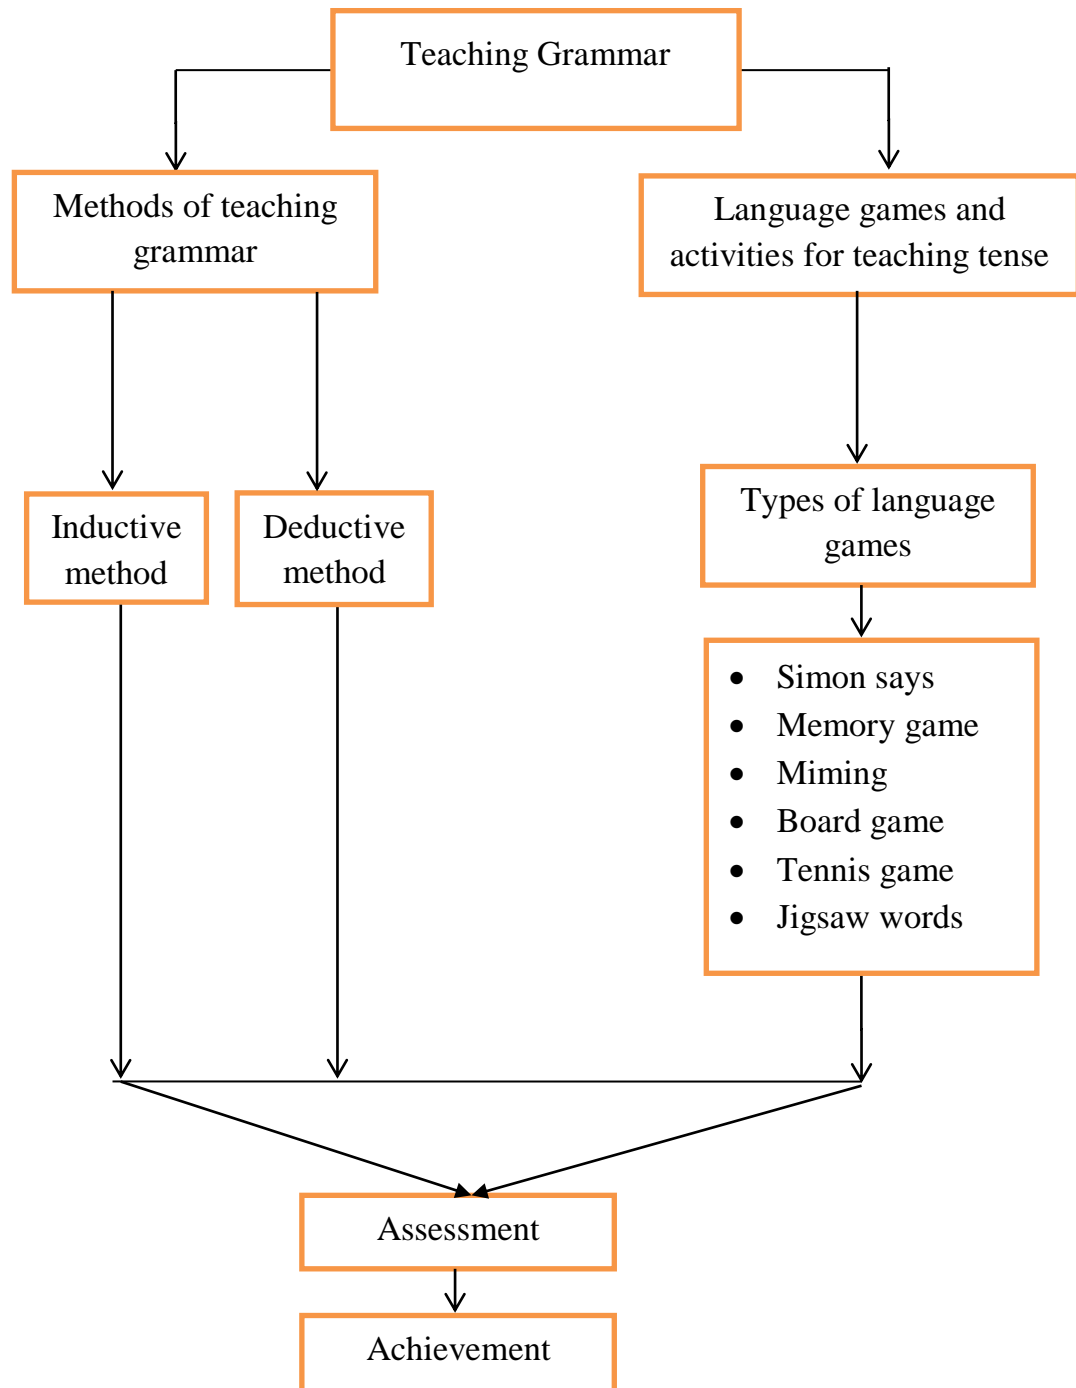 Teaching Grammar
Methods of teaching
grammar
Language games and
activities for teaching tense
Inductive
method
Deductive
method
Types of language
games
• Simon says
• Memory game
• Miming
• Board game
• Tennis game
• Jigsaw words
Assessment
Achievement